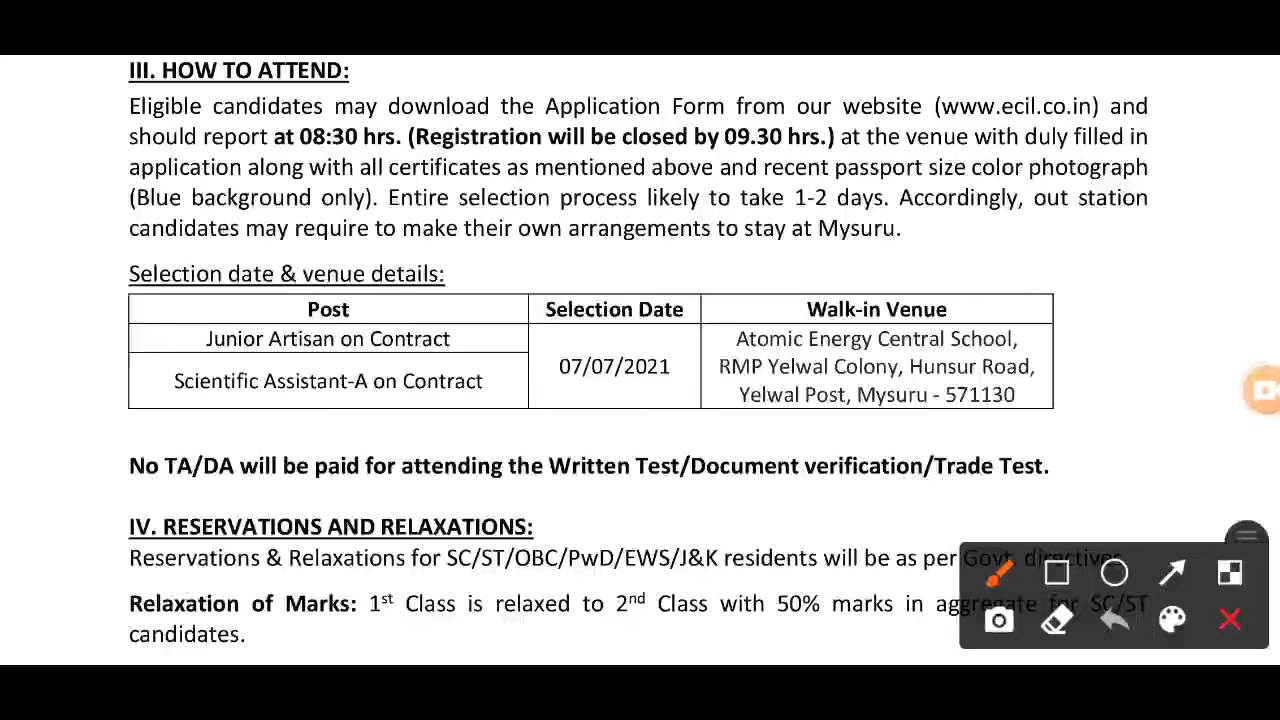 III. HOW TO ATTEND:
Eligible candidates may download the Application Form from our website (www.ecil.co.in) and
should report at 08:30 hrs. (Registration will be closed by 09.30 hrs.) at the venue with duly filled in
application along with all certificates as mentioned above and recent passport size color photograph
(Blue background only). Entire selection process likely to take 1-2 days. Accordingly, out station
candidates may require to make their own arrangements to stay at Mysuru.
Selection date & venue details:
Post Selection Date Walk-in Venue
Junior Artisan on Contract
Scientific Assistant-A on Contract
07/07/2021
Atomic Energy Central School,
RMP Yelwal Colony, Hunsur Road,
Yelwal Post, Mysuru - 571130
No TA/DA will be paid for attending the Written Test/Document verification/Trade Test.
IV. RESERVATIONS AND RELAXATIONS:
Reservations & Relaxations for SC/ST/OBC/PwD/EWS/J&K residents will be as per Govt. directives.
Relaxation of Marks: 1st Class is relaxed to 2nd Class with 50% marks in aggregate for SC/ST
candidates.